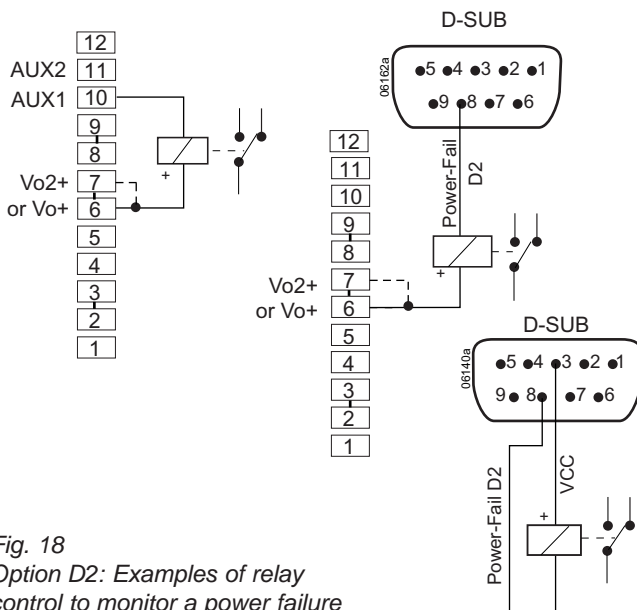 12
AUX2 11
AUX1 10
9
8
Vo2+ 7
or Vo+ 6
5
4
3
2
1
+
D-SUB
06162a
5 4 3 2 1
9 8 7 6
Power-Fail
D2
12
11
10
9
8
Vo2+ 7
or Vo+ 6
5
4
3
2
1
+
D-SUB
06140a
5 4 3 2 1
9 8 7 6
Power-Fail D2
VCC
+
Fig. 18
Option D2: Examples of relay
control to monitor a power failure